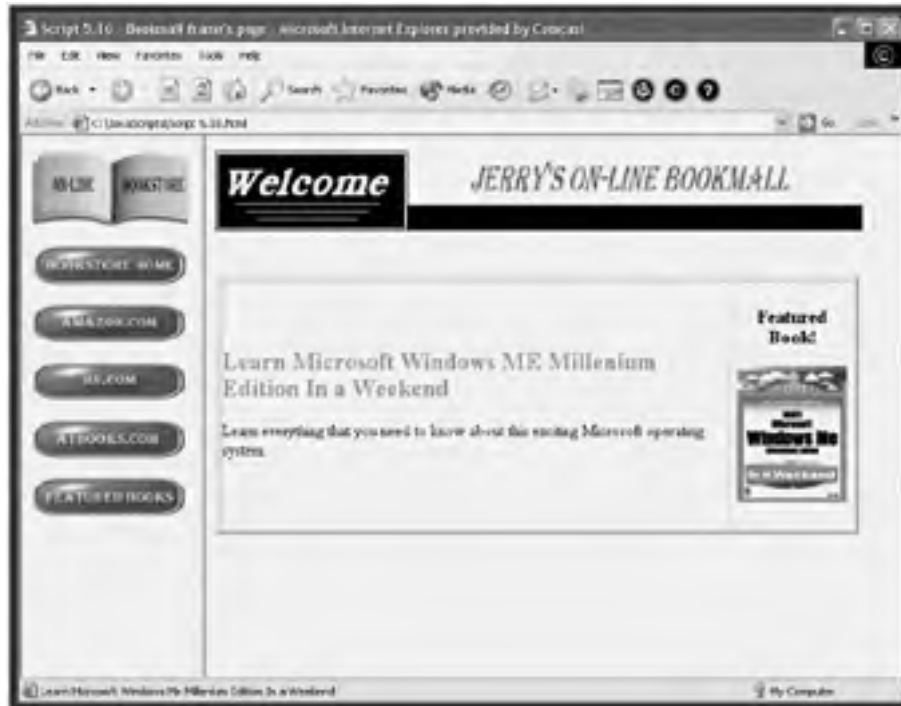 Script 5.16 - Bookmall frame's page - Microsoft Internet Explorer provided by Comcast
File Edit View Favorites Tools Help
Back Search Favorites Media
Go
ON-LINE BOOKSTORE
Welcome
JERRY'S ON-LINE BOOKMALL
BOOKSTORE HOME
AMAZON.COM
ATBOOKS.COM
FEATURED BOOKS
Featured
Book!
Learn Microsoft Windows ME Millenium
Edition In a Weekend
Learn everything that you need to know about this exciting Microsoft operating
system.
Microsoft
Windows Me
In a Weekend
Learn Microsoft Windows Me Millenium Edition In a Weekend
My Computer